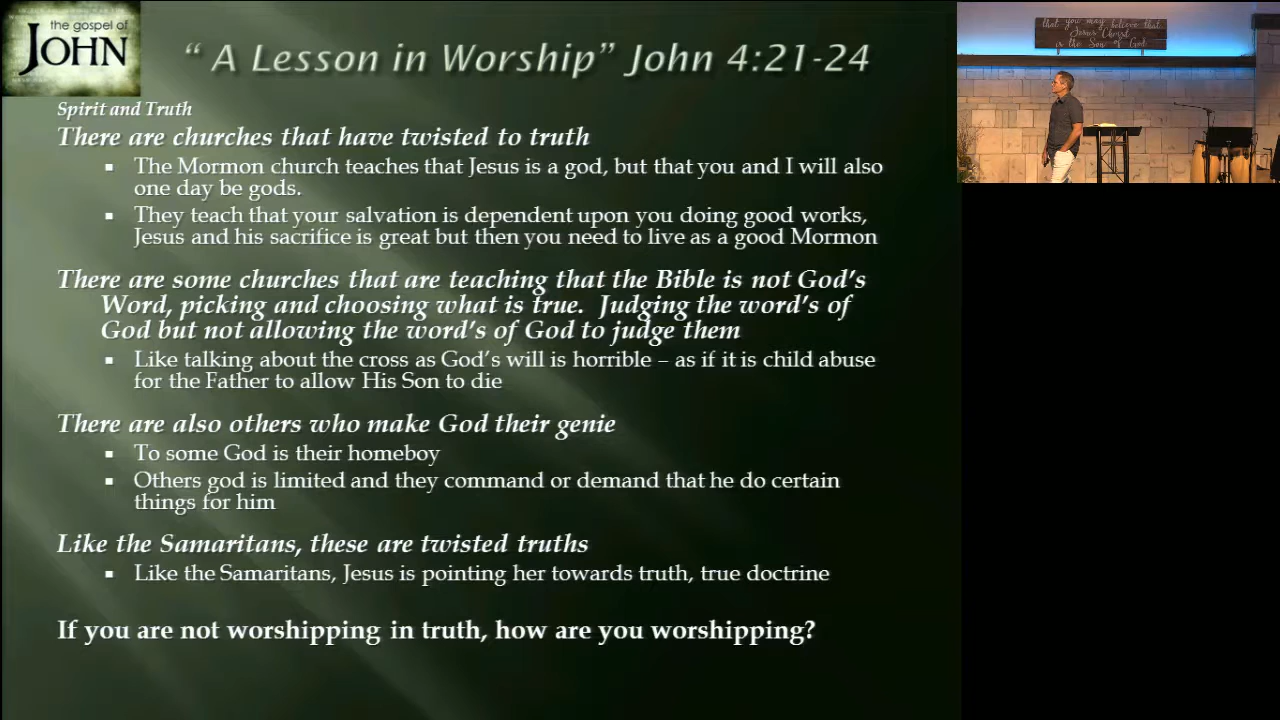 the gospel of
JOHN
“ A Lesson in Worship” John 4:21-24
that you may believe that
Jesus Christ
is the Son of God
Spirit and Truth
There are churches that have twisted to truth
▪ The Mormon church teaches that Jesus is a god, but that you and I will also
one day be gods.
▪ They teach that your salvation is dependent upon you doing good works,
Jesus and his sacrifice is great but then you need to live as a good Mormon
There are some churches that are teaching that the Bible is not God’s
Word, picking and choosing what is true. Judging the word’s of
God but not allowing the word’s of God to judge them
▪ Like talking about the cross as God’s will is horrible – as if it is child abuse
for the Father to allow His Son to die
There are also others who make God their genie
▪ To some God is their homeboy
▪ Others god is limited and they command or demand that he do certain
things for him
Like the Samaritans, these are twisted truths
▪ Like the Samaritans, Jesus is pointing her towards truth, true doctrine
If you are not worshipping in truth, how are you worshipping?